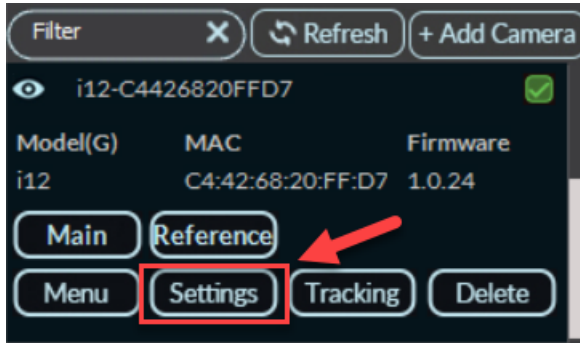 Filter Refresh + Add Camera
i12-C4426820FFD7
Model(G) MAC Firmware
i12 C4:42:68:20:FF:D7 1.0.24
Main Reference
Menu Settings Tracking Delete